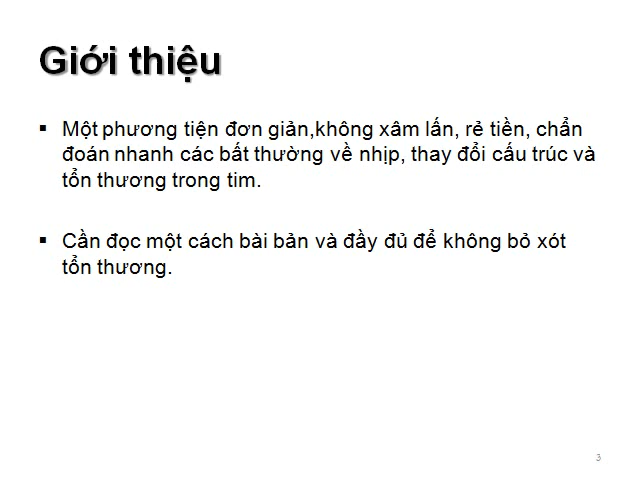 Giới thiệu
▪ Một phương tiện đơn giản,không xâm lấn, rẻ tiền, chẩn
đoán nhanh các bất thường về nhịp, thay đổi cấu trúc và
tổn thương trong tim.
▪ Cần đọc một cách bài bản và đầy đủ để không bỏ xót
tổn thương.
3